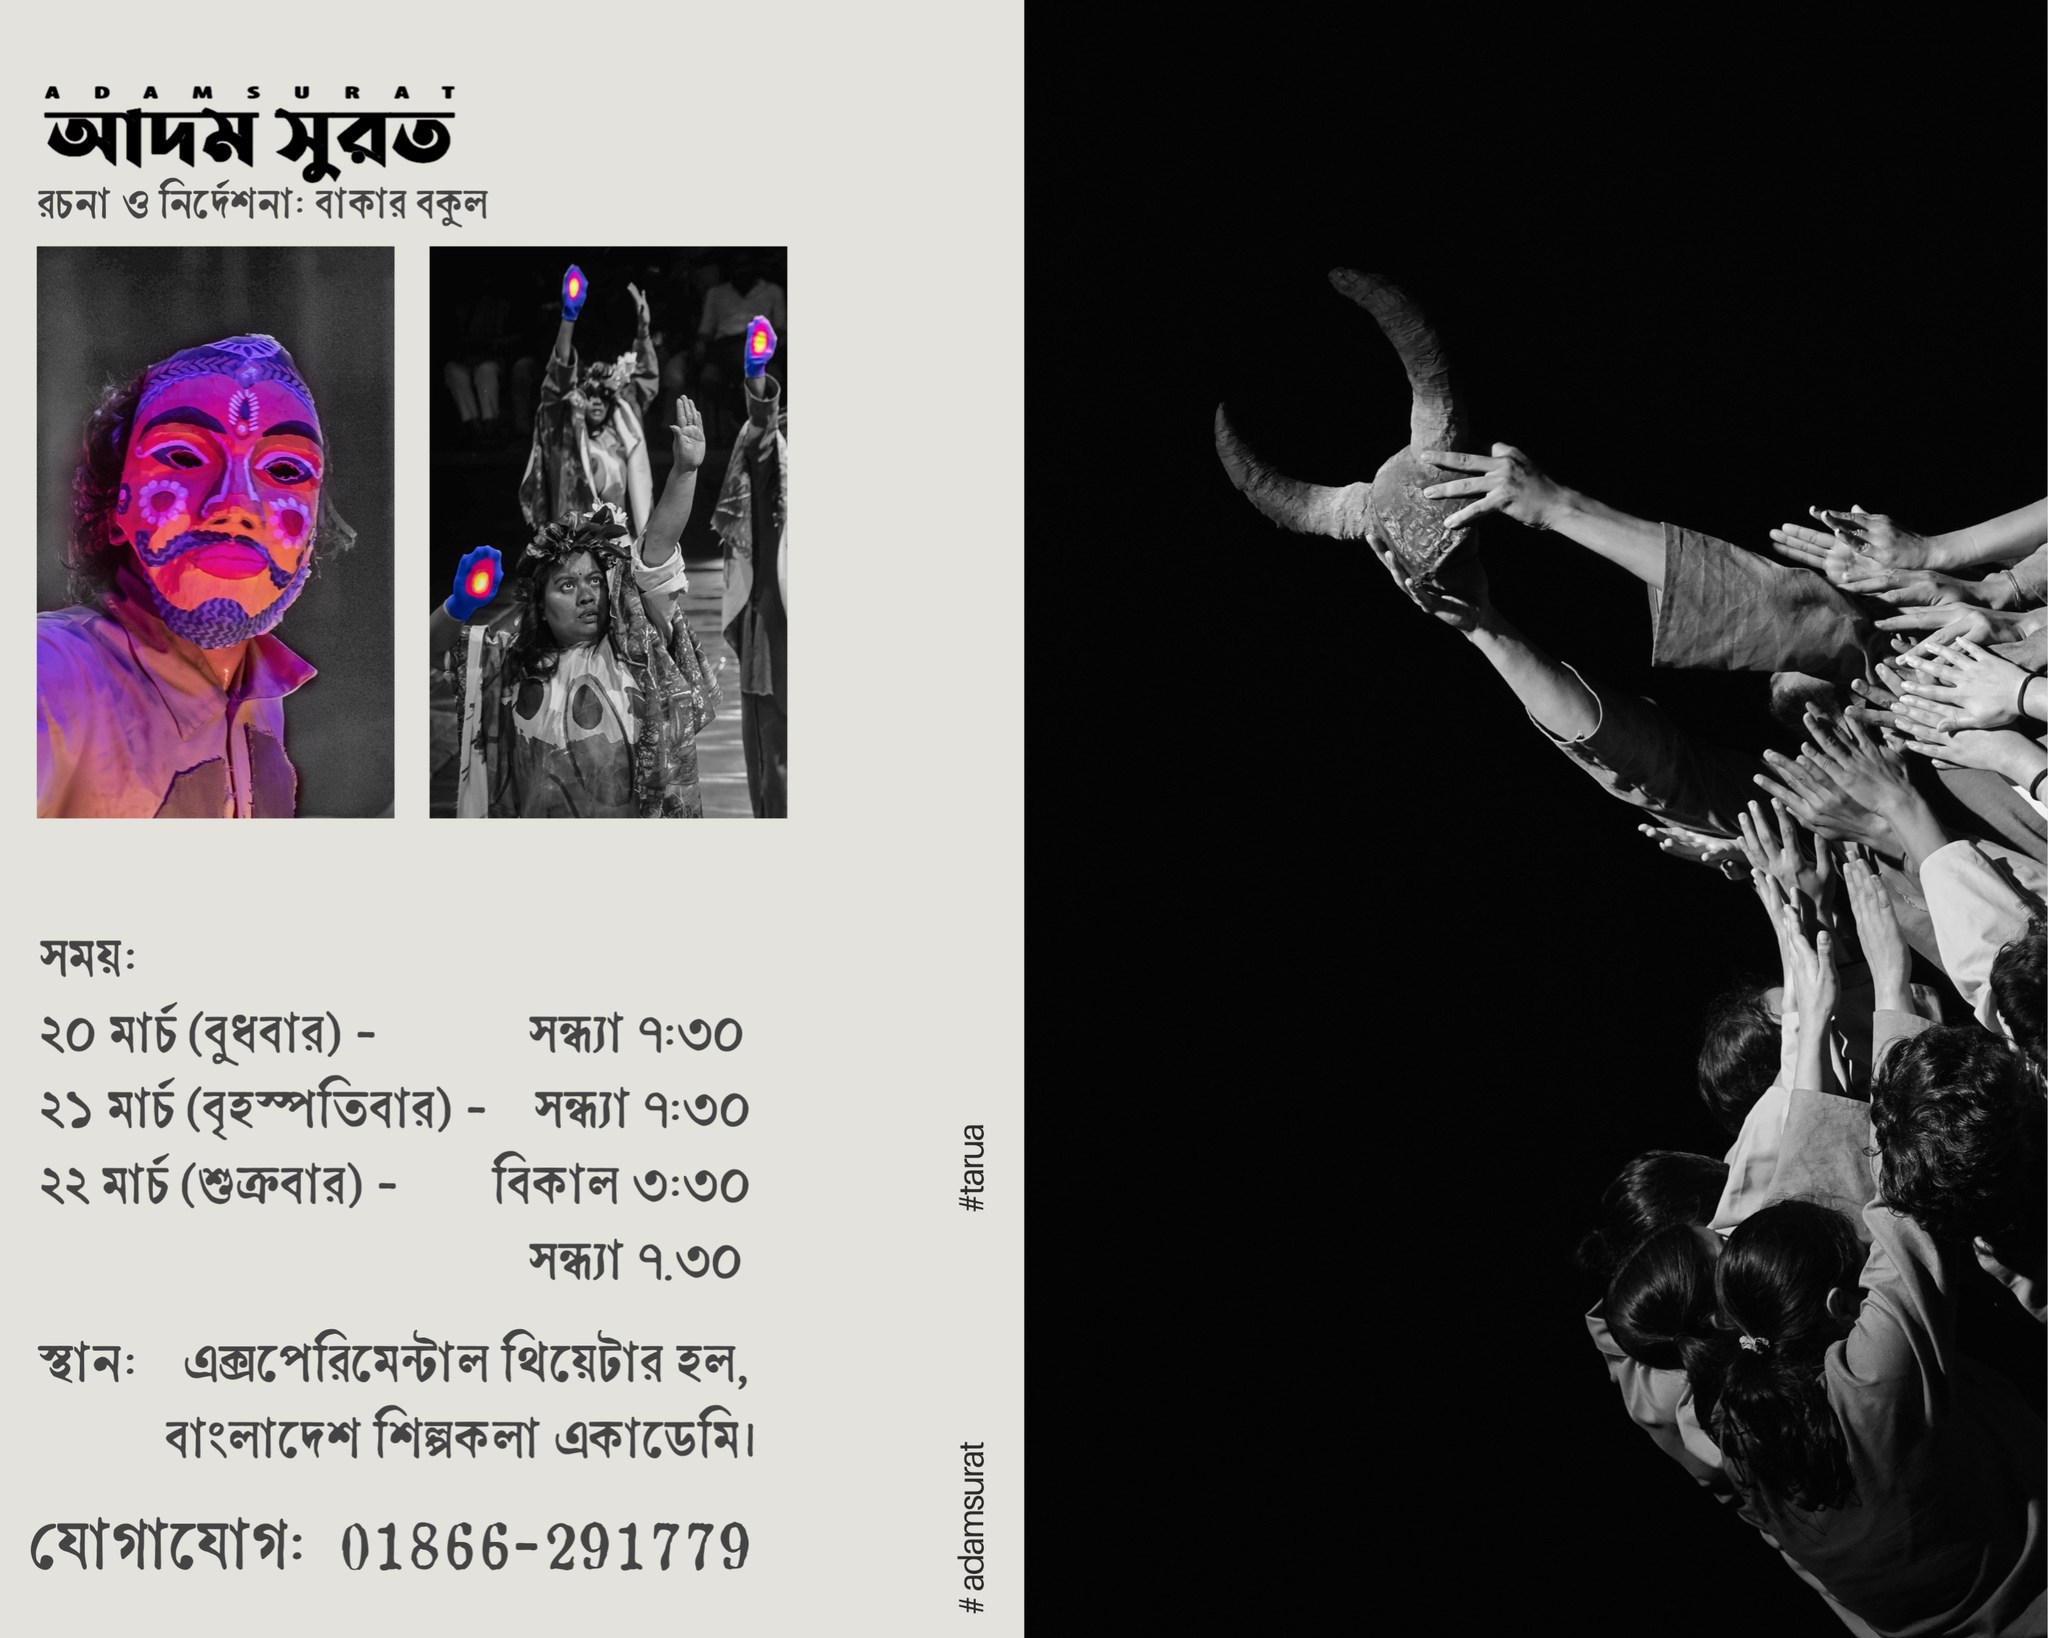 ADAMSURAT
আদম সুরত
রচনা ও নির্দেশনা: বাকার বকুল
সময়:
২০ মার্চ (বুধবার) - সন্ধ্যা ৭:৩০
২১ মার্চ (বৃহস্পতিবার) - সন্ধ্যা ৭:৩০
২২ মার্চ (শুক্রবার) - বিকাল ৩:৩০
সন্ধ্যা ৭.৩০
স্থান: এক্সপেরিমেন্টাল থিয়েটার হল,
বাংলাদেশ শিল্পকলা একাডেমি।
যোগাযোগ: 01866-291779
#tarua
# adamsurat